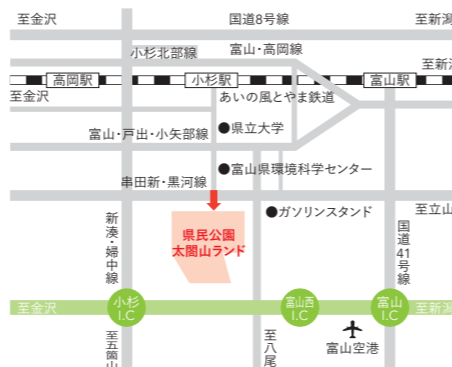 至金沢
国道8号線
至新潟
小杉北部線
富山・高岡線
高岡駅
小杉駅
富山駅
至新潟
至金沢
あいの風とやま鉄道
●県立大学
富山・戸出・小矢部線
●富山県環境科学センター
串田新・黒河線
●ガソリンスタンド
至立山
県民公園
太閤山ランド
新湊・婦中線
国道41号線
至金沢
小杉
I.C
富山西
I.C
富山
I.C
至新潟
至五箇山
至八尾
富山空港